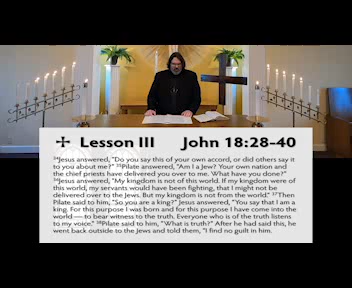 Lesson III John 18:28-40
34Jesus answered, "Do you say this of your own accord, or did others say it
to you about me?" 35Pilate answered, "Am I a Jew? Your own nation and
the chief priests have delivered you over to me. What have you done?"
36Jesus answered, "My kingdom is not of this world. If my kingdom were of
this world, my servants would have been fighting, that I might not be
delivered over to the Jews. But my kingdom is not from the world." 37Then
Pilate said to him, "So you are a king?" Jesus answered, "You say that I am a
king. For this purpose I was born and for this purpose I have come into the
world — to bear witness to the truth. Everyone who is of the truth listens
to my voice." 38Pilate said to him, "What is truth?" After he had said this, he
went back outside to the Jews and told them, "I find no guilt in him.